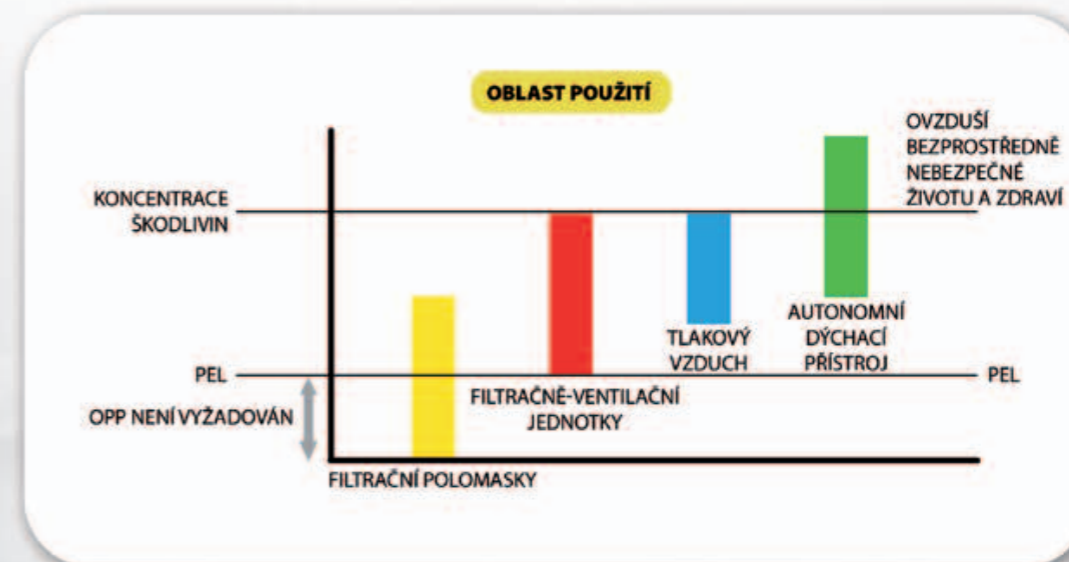 OBLAST POUŽITÍ
OVZDUŠÍ
BEZPROSTŘEDNĚ
NEBEZPEČNÉ
ŽIVOTU A ZDRAVÍ
KONCENTRACE
ŠKODLIVIN
TLAKOVÝ
VZDUCH
AUTONOMNÍ
DÝCHACÍ
PŘÍSTROJ
PEL
PEL
OPP NENÍ VYŽADOVÁN
FILTRAČNĚ-VENTILAČNÍ
JEDNOTKY
FILTRAČNÍ POLOMASKY